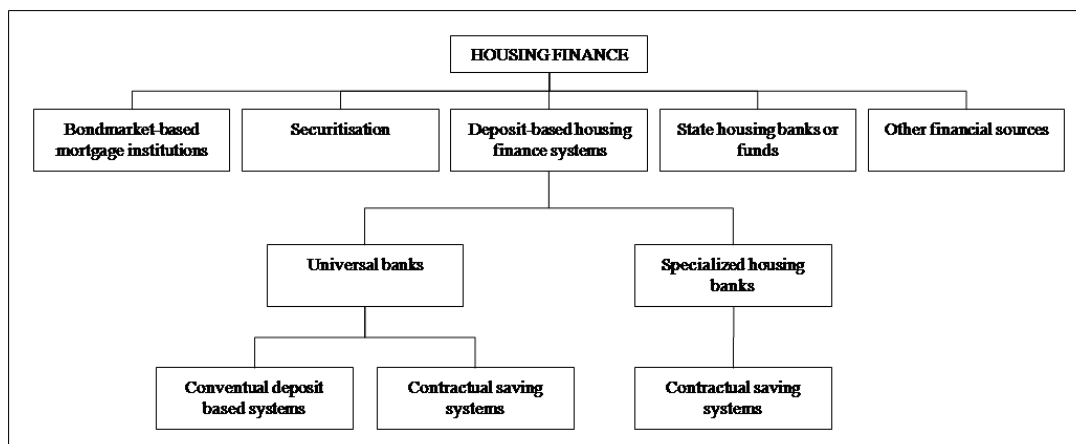 HOUSING FINANCE
Bondmarket-based
mortgage institutions
Securitisation
Deposit-based housing
finance systems
State housing banks or
funds
Other financial sources
Universal banks
Specialized housing
banks
Conventual deposit
based systems
Contractual saving
systems
Contractual saving
systems